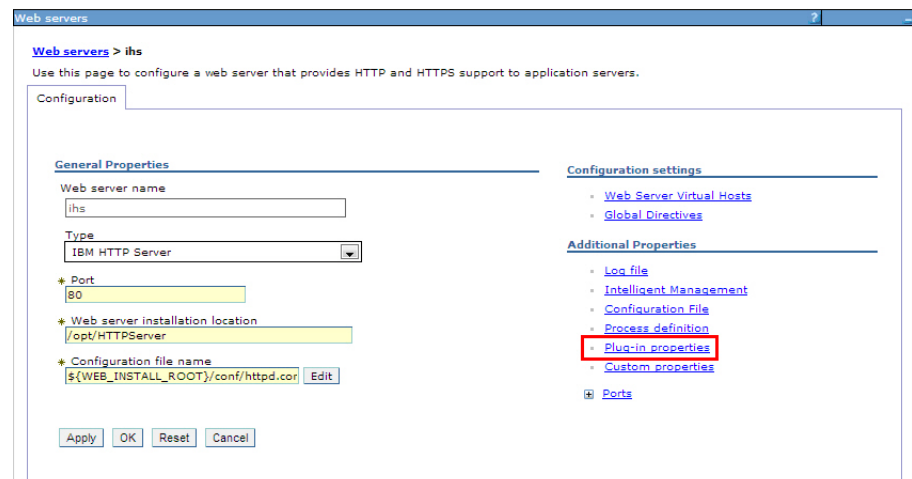 Web servers
?
Web servers > ihs
Use this page to configure a web server that provides HTTP and HTTPS support to application servers.
Configuration
General Properties
Web server name
ihs
Type
IBM HTTP Server
* Port
80
* Web server installation location
/opt/HTTPServer
* Configuration file name
${WEB_INSTALL_ROOT}/conf/httpd.cor
Edit
Apply OK Reset Cancel
Configuration settings
Web Server Virtual Hosts
Global Directives
Additional Properties
Log file
Intelligent Management
Configuration File
Process definition
Plug-in properties
Custom properties
Ports